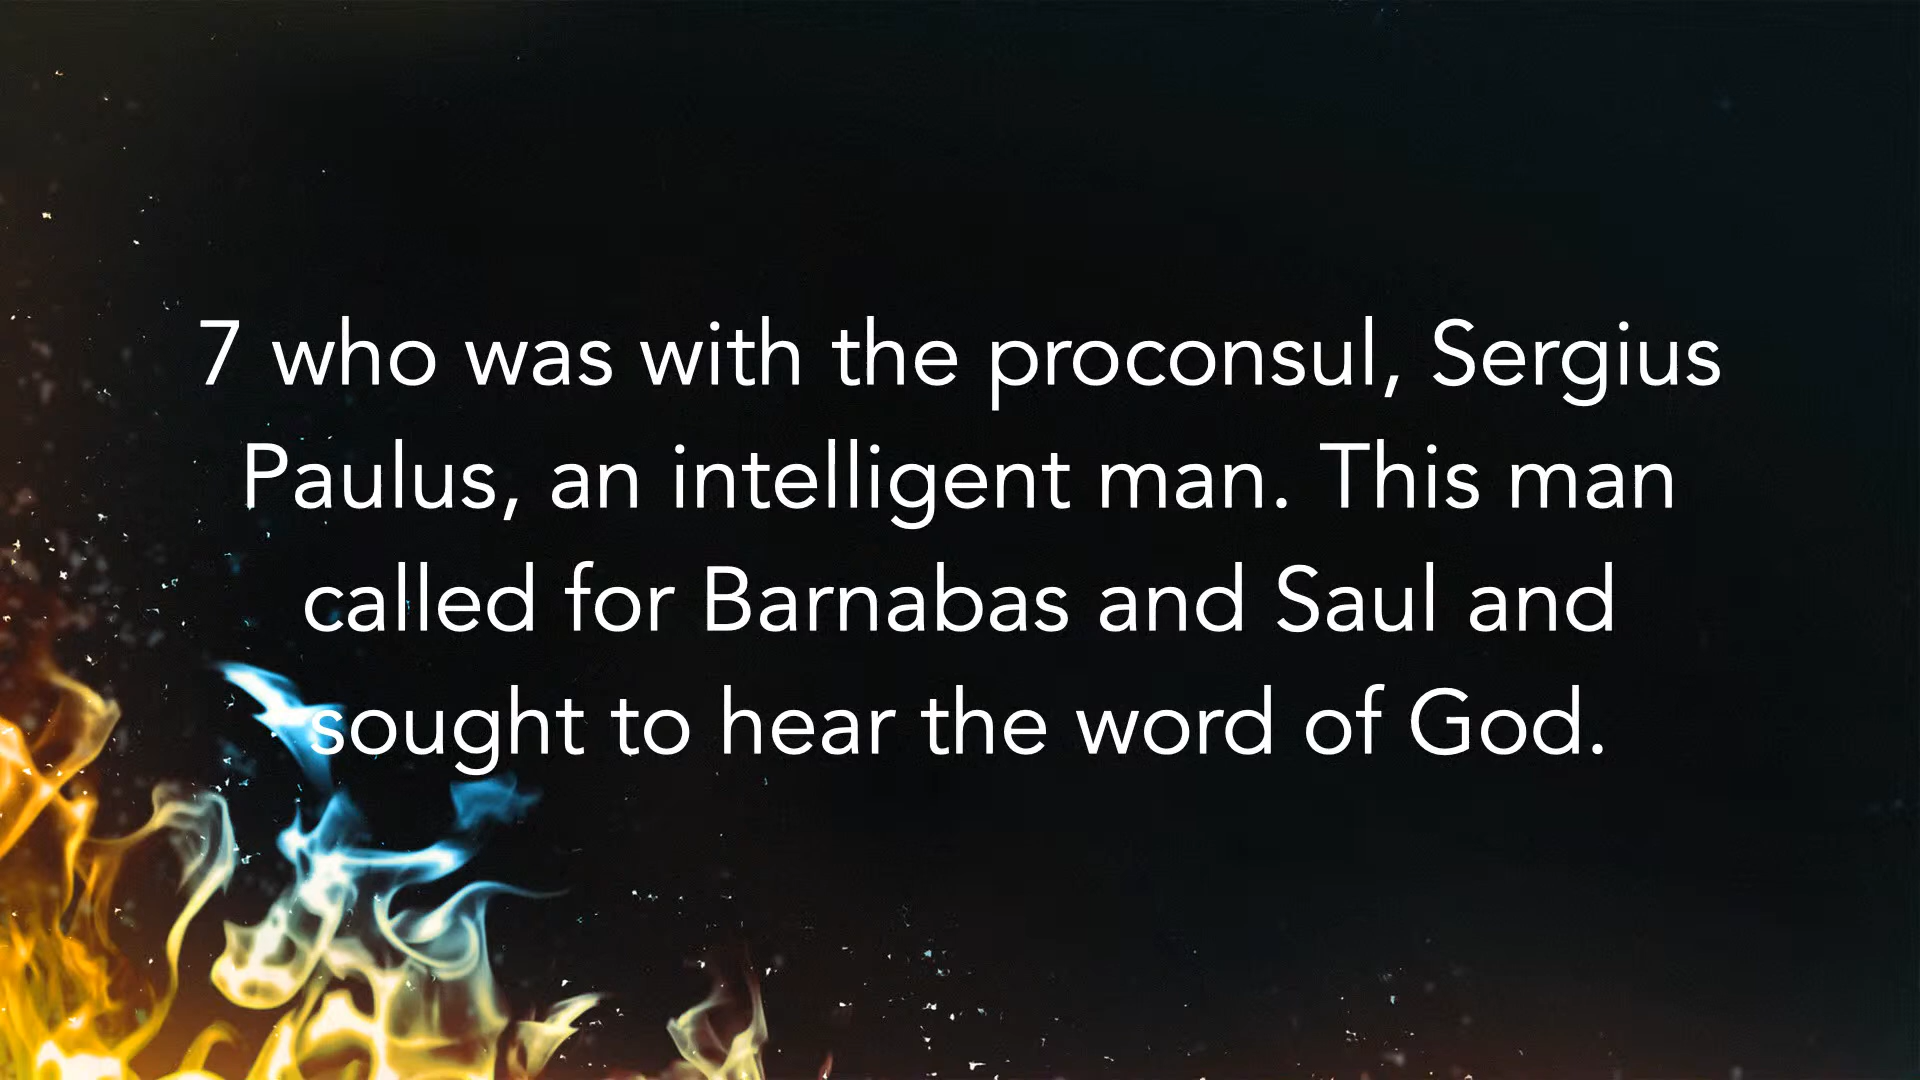 7 who was with the proconsul, Sergius
Paulus, an intelligent man. This man
called for Barnabas and Saul and
sought to hear the word of God.